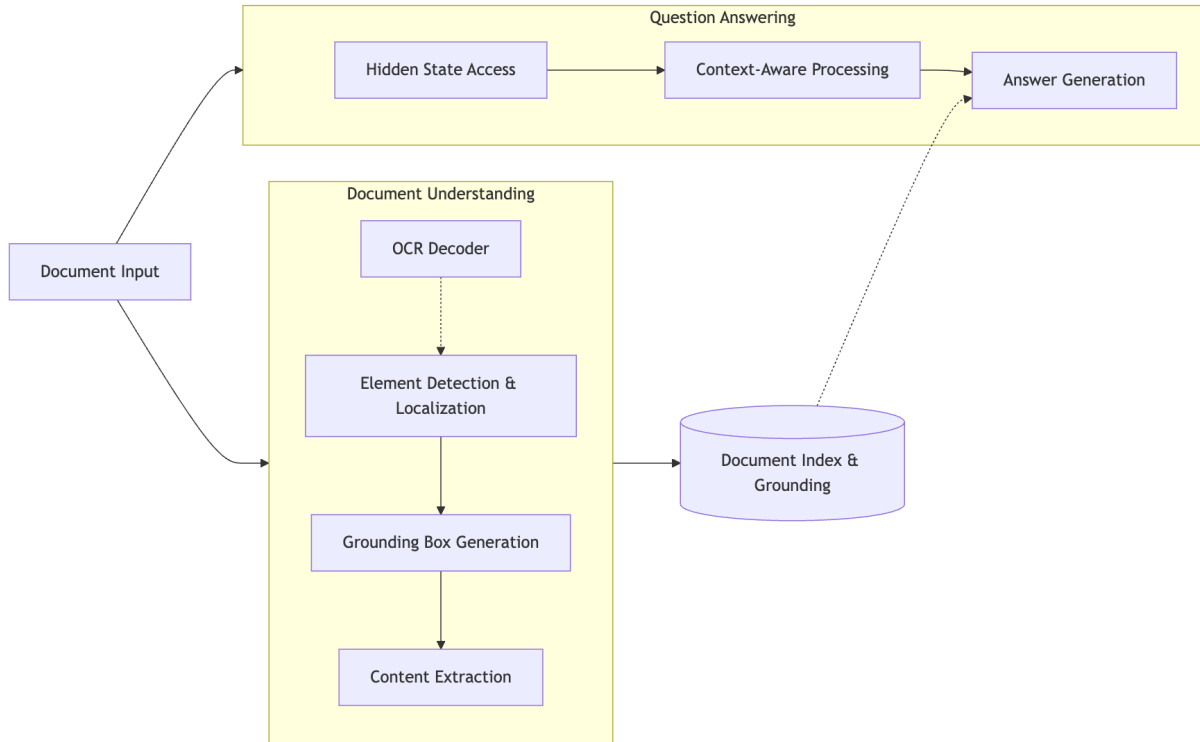 Question Answering
Hidden State Access
Context-Aware Processing
Answer Generation
Document Understanding
OCR Decoder
Document Input
Element Detection &
Localization
Document Index &
Grounding
Grounding Box Generation
Content Extraction